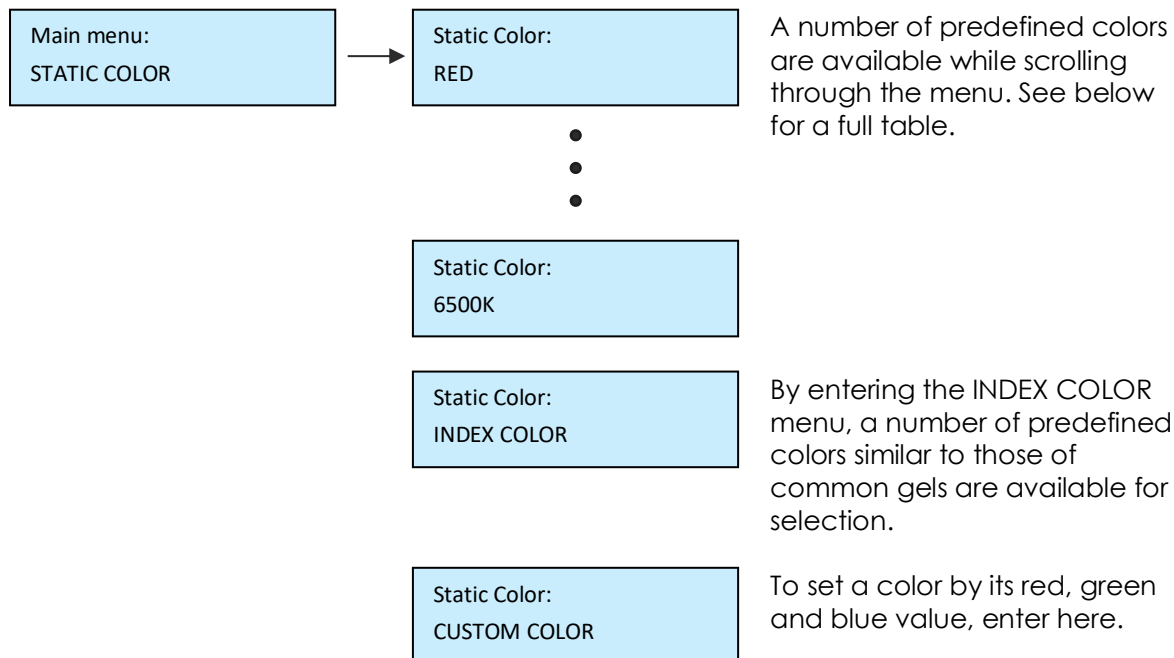 Main menu:
STATIC COLOR
Static Color:
RED
A number of predefined colors
are available while scrolling
through the menu. See below
for a full table.
Static Color:
6500K
Static Color:
INDEX COLOR
By entering the INDEX COLOR
menu, a number of predefined
colors similar to those of
common gels are available for
selection.
Static Color:
CUSTOM COLOR
To set a color by its red, green
and blue value, enter here.